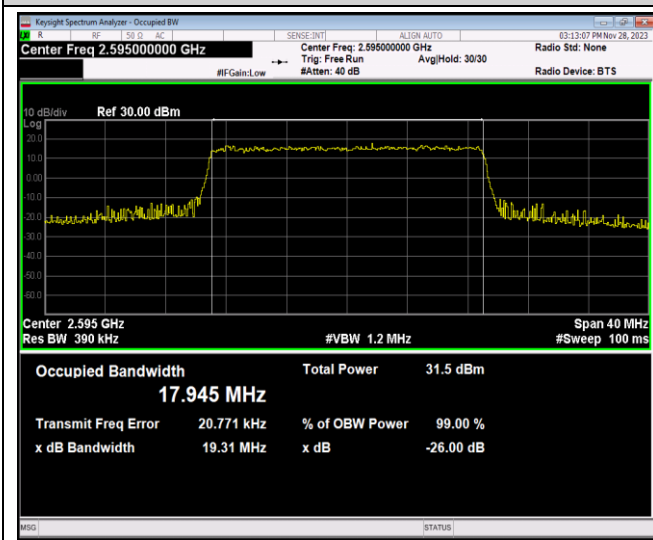 Keysight Spectrum Analyzer - Occupied BW
LXI R RF 50 Ω AC SENSE:INT ALIGN AUTO 03:13:07 PM Nov 28, 2023
Center Freq 2.595000000 GHz Center Freq: 2.595000000 GHz Radio Std: None
Trig: Free Run Avg|Hold: 30/30
#IFGain:Low #Atten: 40 dB Radio Device: BTS
10 dB/div Ref 30.00 dBm
Log
20.0
10.0
0.00
-10.0
-20.0
-30.0
-40.0
-50.0
-60.0
Center 2.595 GHz Span 40 MHz
Res BW 390 kHz #VBW 1.2 MHz #Sweep 100 ms
Occupied Bandwidth Total Power 31.5 dBm
17.945 MHz
Transmit Freq Error 20.771 kHz % of OBW Power 99.00 %
x dB Bandwidth 19.31 MHz x dB -26.00 dB
MSG STATUS